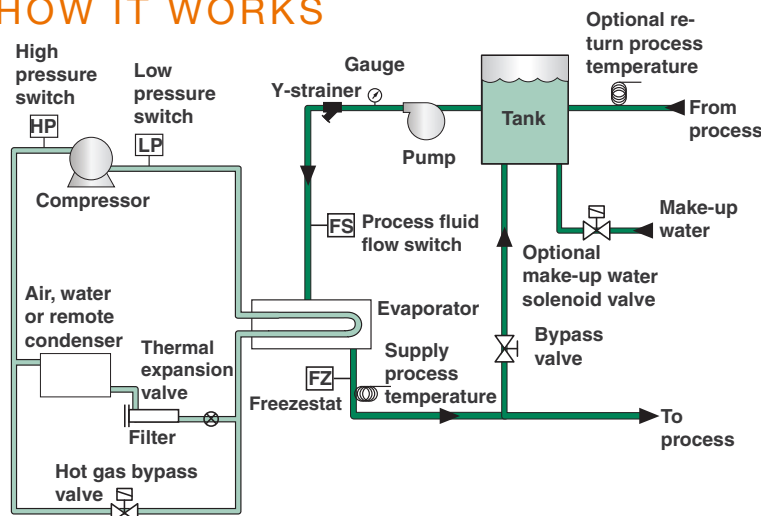 HOW IT WORKS
High
pressure
switch
HP
Low
pressure
switch
LP
Compressor
Y-strainer
Gauge
Pump
Tank
Optional re-
turn process
temperature
From
process
Make-up
water
Optional
make-up water
solenoid valve
FS
Process fluid
flow switch
Evaporator
Bypass
valve
Supply
process
temperature
FZ
Freezestat
To
process
Air, water
or remote
condenser
Thermal
expansion
valve
Filter
Hot gas bypass
valve